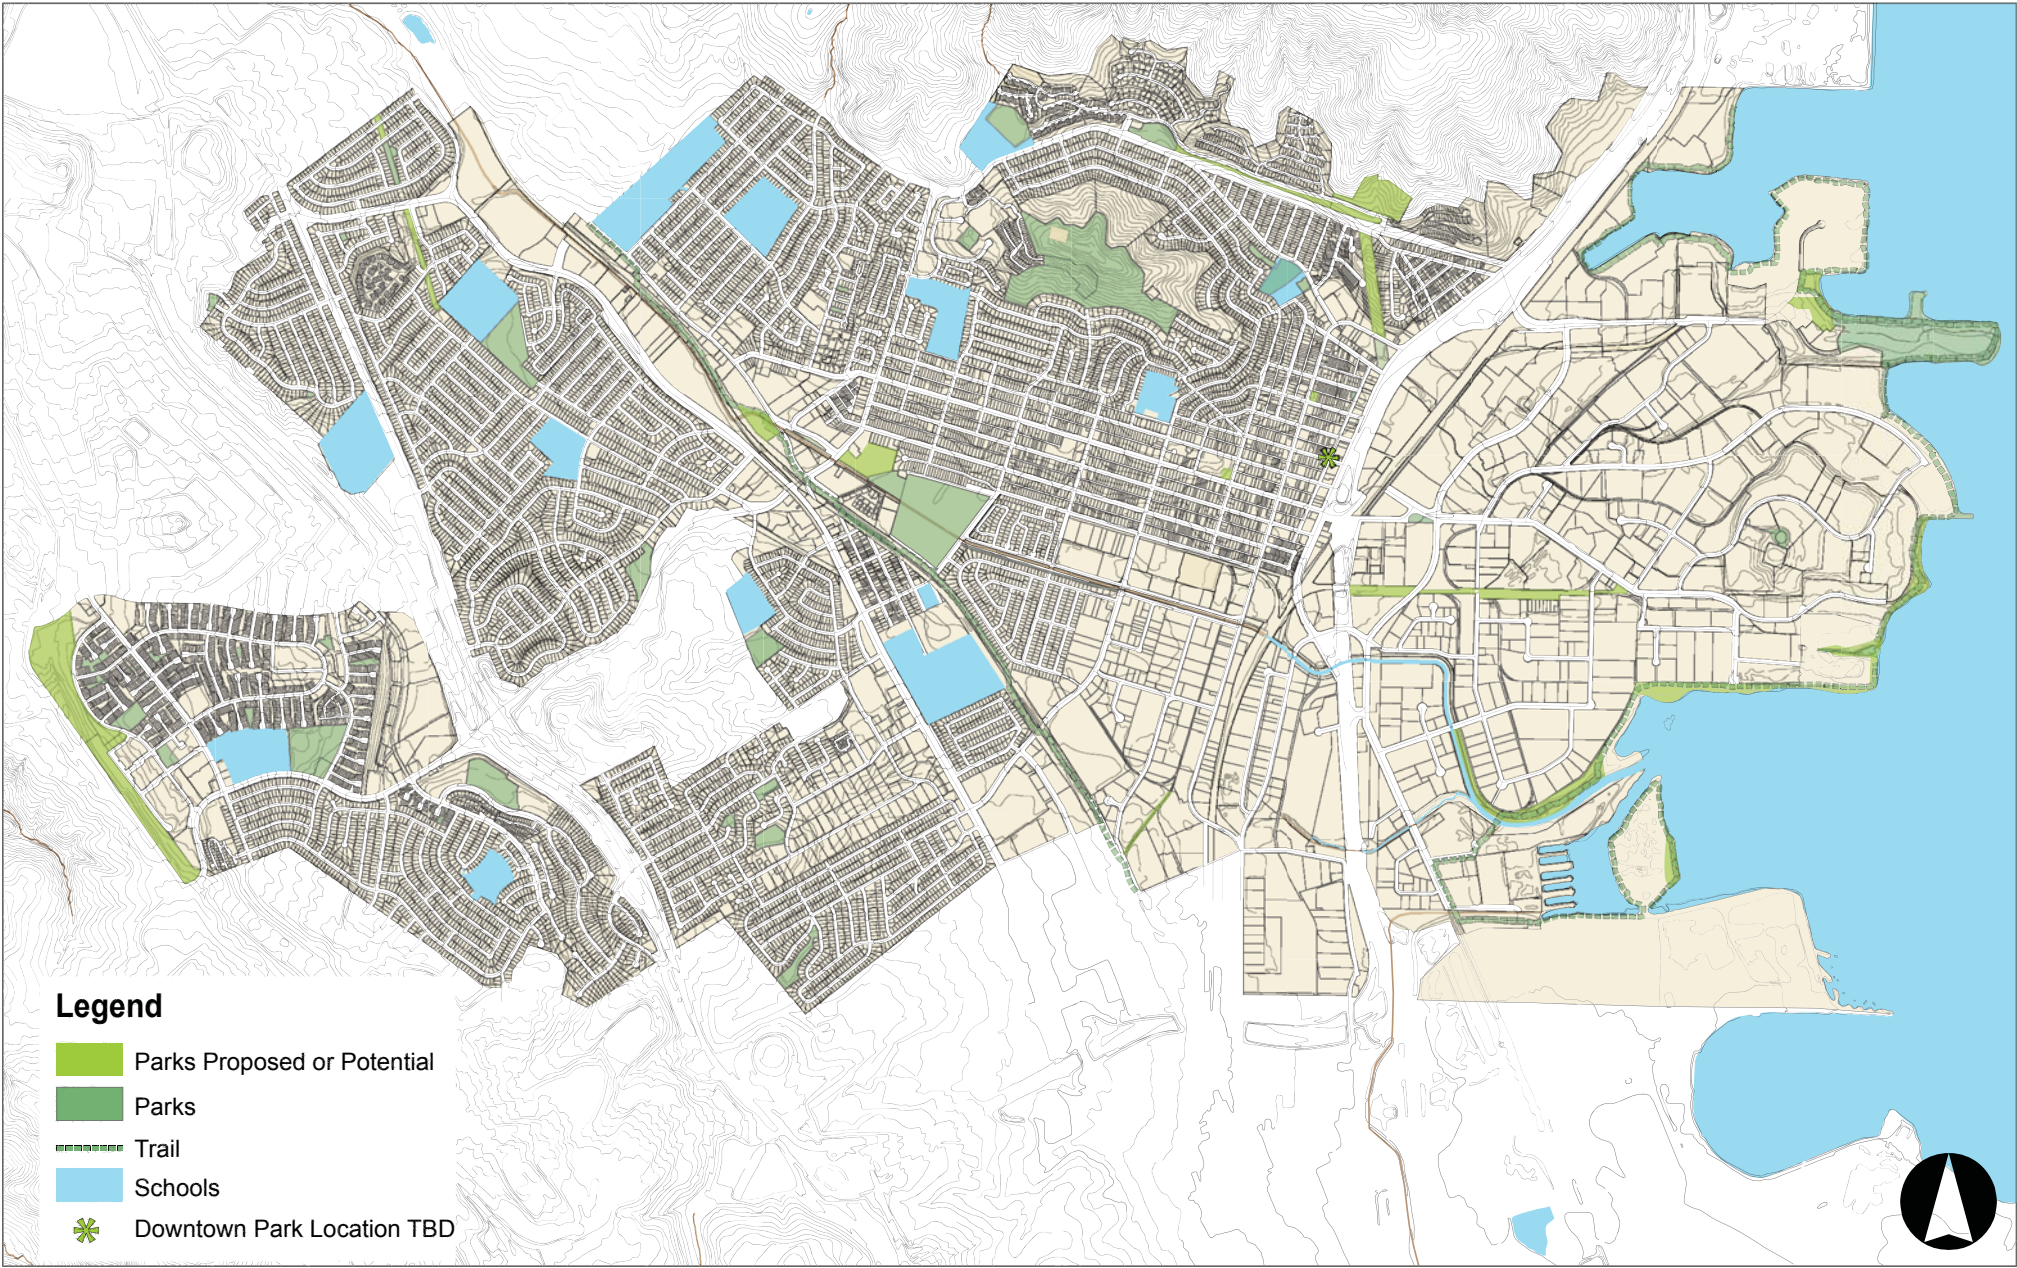 Legend
Parks Proposed or Potential
Parks
Trail
Schools
Downtown Park Location TBD